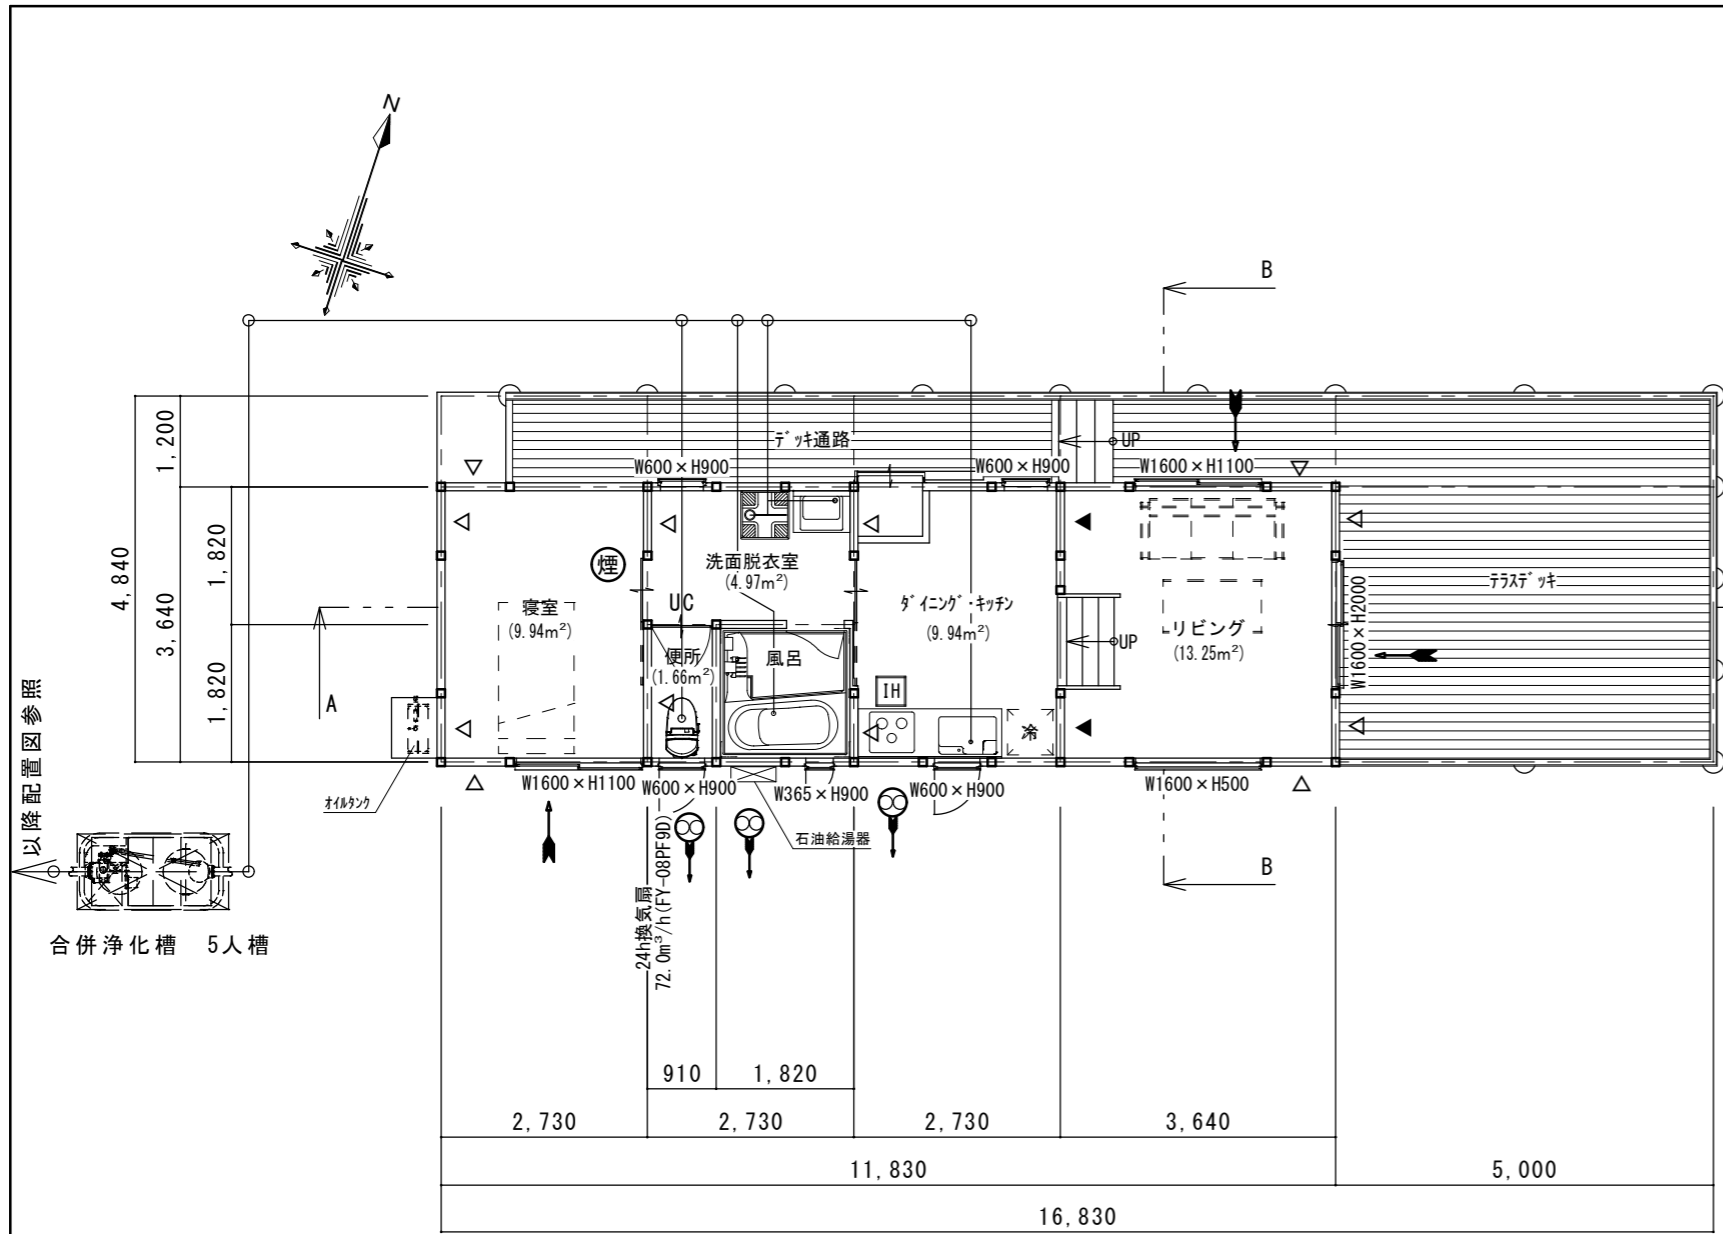 N
B
1,200
デッキ通路
UP
W600×H900
W600×H900
W1600×H1100
4,840
3,640
1,820
1,820
煙
洗面脱衣室
(4.97m²)
寝室
(9.94m²)
UC
ダイニング・キッチン
(9.94m²)
UP
リビング
(13.25m²)
テラスデッキ
W1600×H2000
便所
(1.66m²)
風呂
IH
冷
A
以降配置図参照
オイルタンク
W1600×H1100
W600×H900
W365×H900
W600×H900
W1600×H500
石油給湯器
24h換気扇
72.0m³/h(FY-08PF9D)
B
合併浄化槽 5人槽
910
1,820
2,730
2,730
2,730
3,640
11,830
5,000
16,830